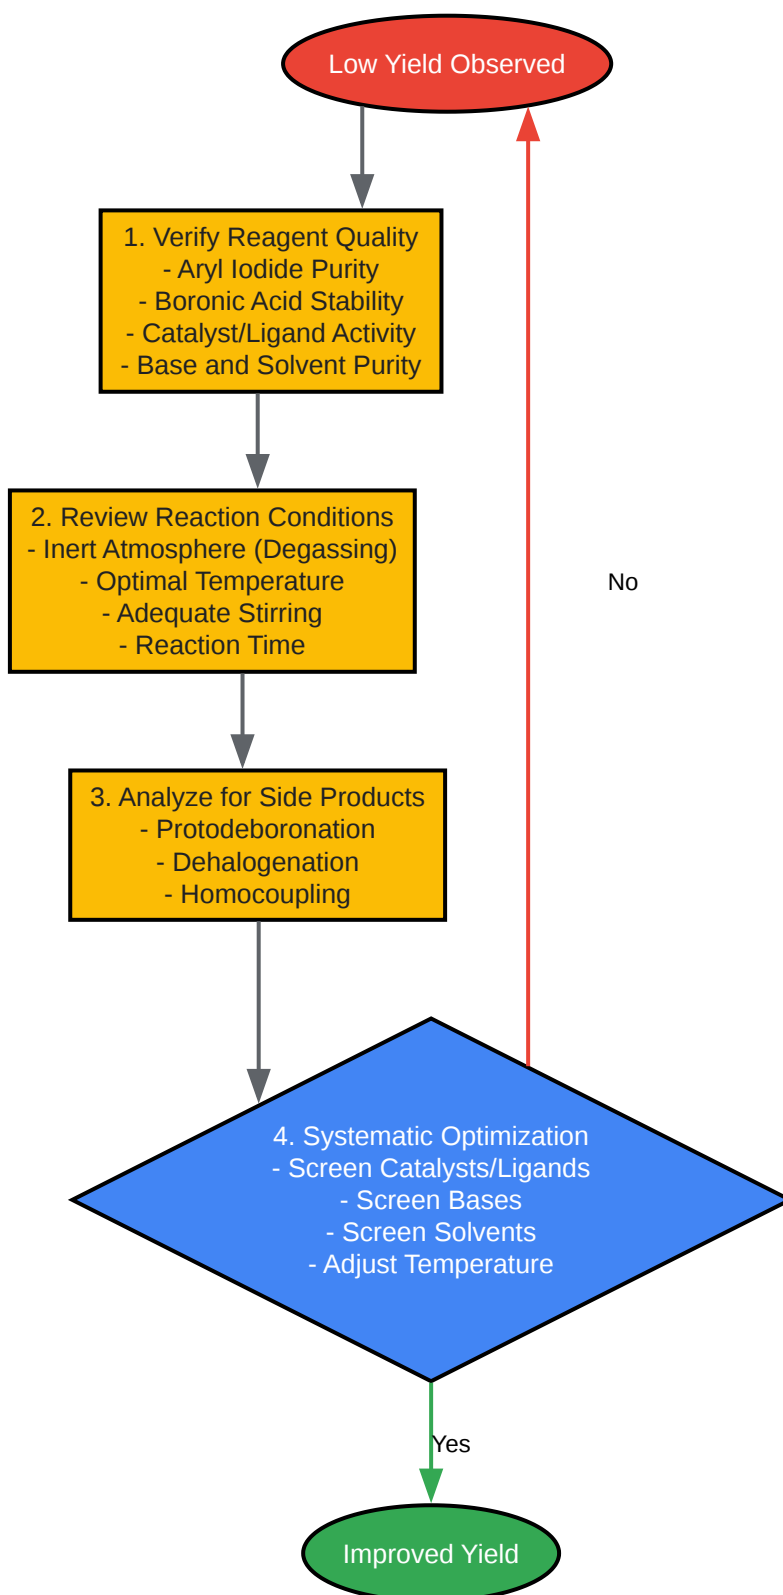 Low Yield Observed
1. Verify Reagent Quality
- Aryl Iodide Purity
- Boronic Acid Stability
- Catalyst/Ligand Activity
- Base and Solvent Purity
2. Review Reaction Conditions
- Inert Atmosphere (Degassing)
- Optimal Temperature
- Adequate Stirring
- Reaction Time
No
3. Analyze for Side Products
- Protodeboronation
- Dehalogenation
- Homocoupling
4. Systematic Optimization
- Screen Catalysts/Ligands
- Screen Bases
- Screen Solvents
- Adjust Temperature
Yes
Improved Yield